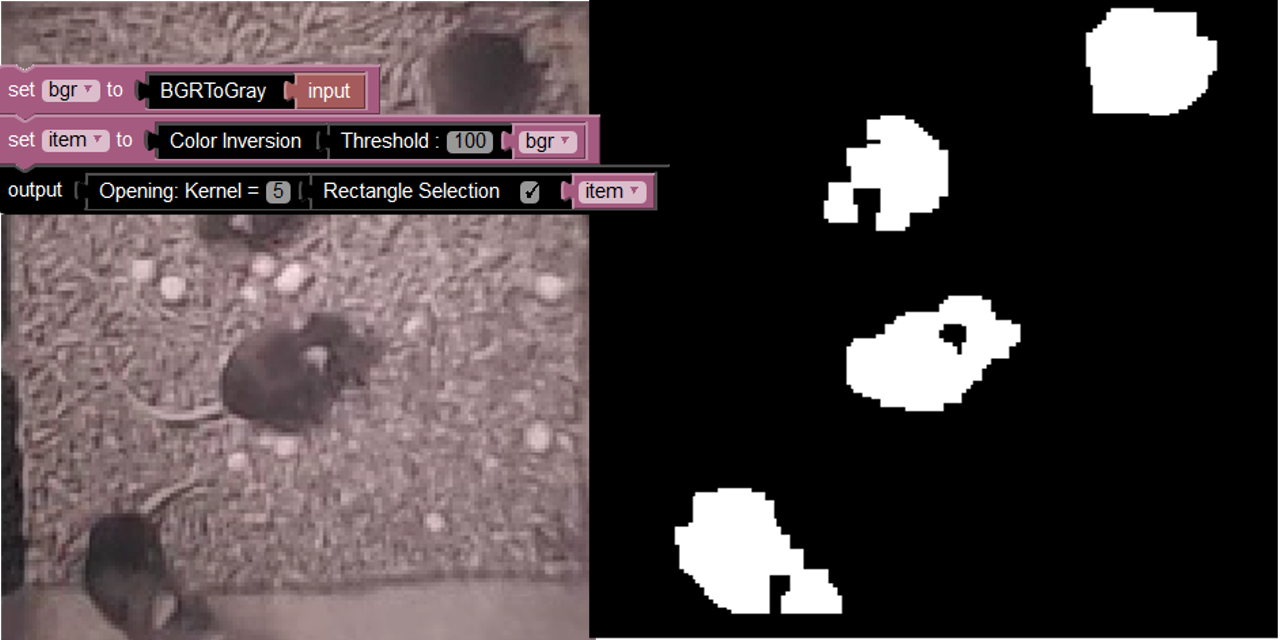 set bgr to BGRToGray input
set item to Color Inversion Threshold : 100 bgr
output Opening: Kernel = 5 Rectangle Selection ✓ item